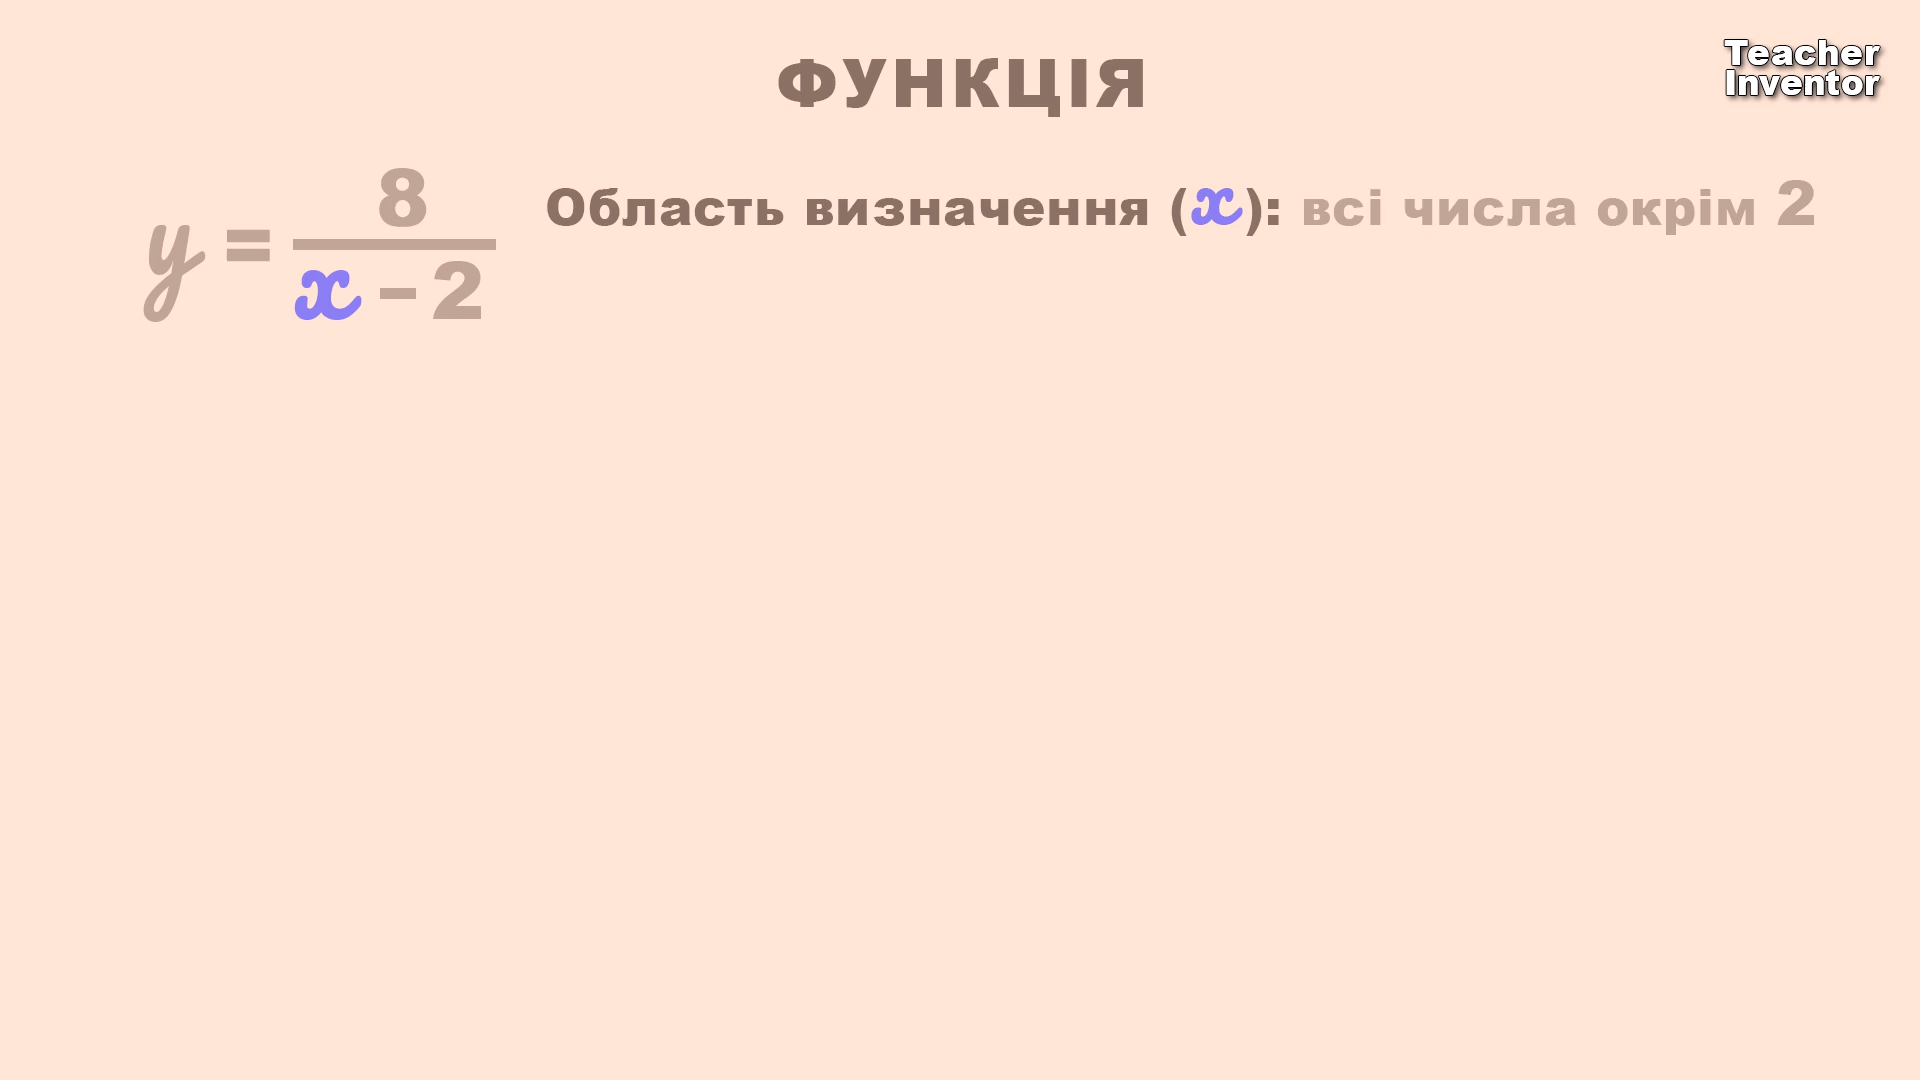 ФУНКЦІЯ
Teacher
Inventor
y = 8 / (x – 2)
Область визначення (x): всі числа окрім 2